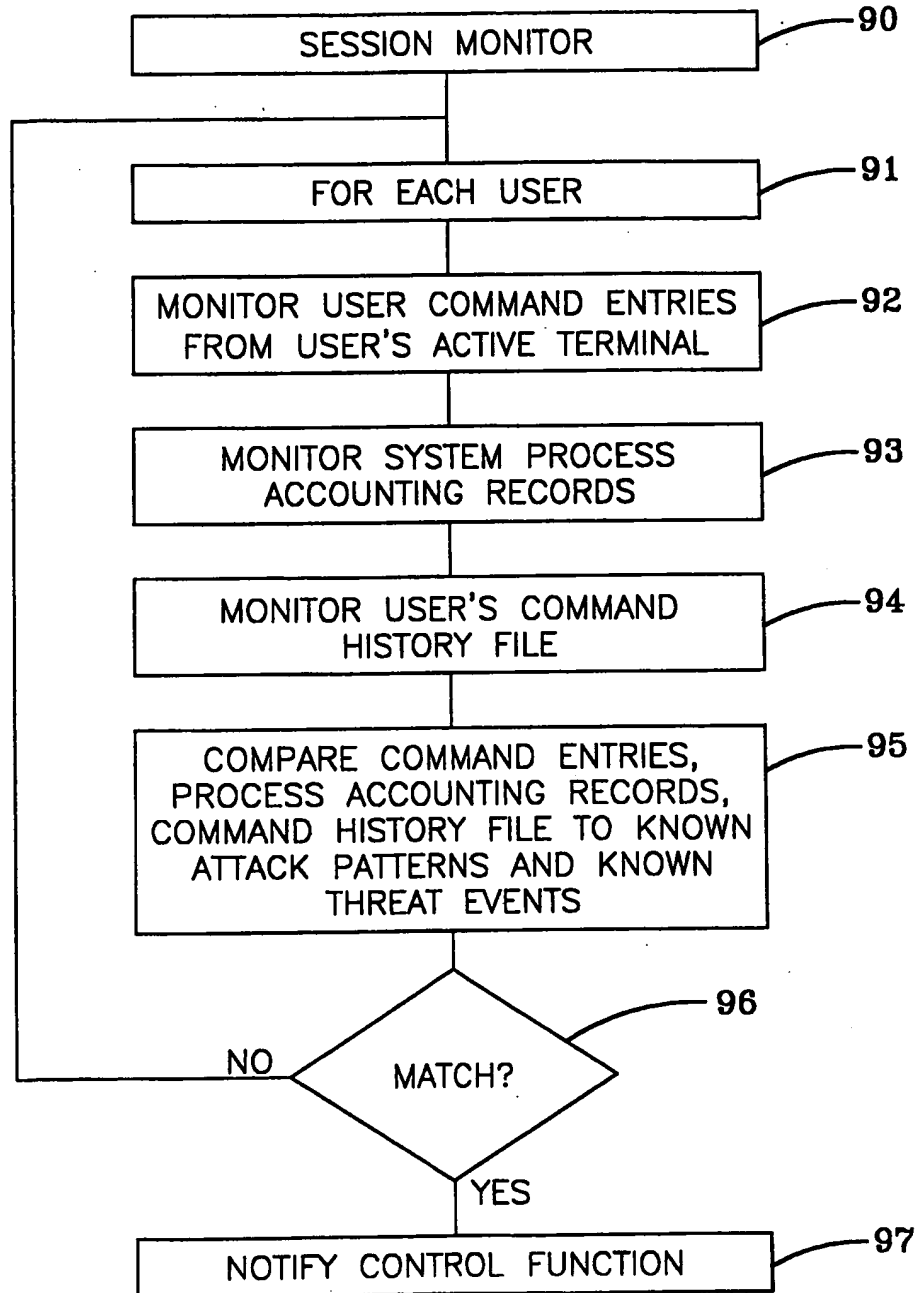 SESSION MONITOR
90
FOR EACH USER
91
MONITOR USER COMMAND ENTRIES
FROM USER'S ACTIVE TERMINAL
92
MONITOR SYSTEM PROCESS
ACCOUNTING RECORDS
93
MONITOR USER'S COMMAND
HISTORY FILE
94
COMPARE COMMAND ENTRIES,
PROCESS ACCOUNTING RECORDS,
COMMAND HISTORY FILE TO KNOWN
ATTACK PATTERNS AND KNOWN
THREAT EVENTS
95
MATCH?
96
NO
YES
NOTIFY CONTROL FUNCTION
97